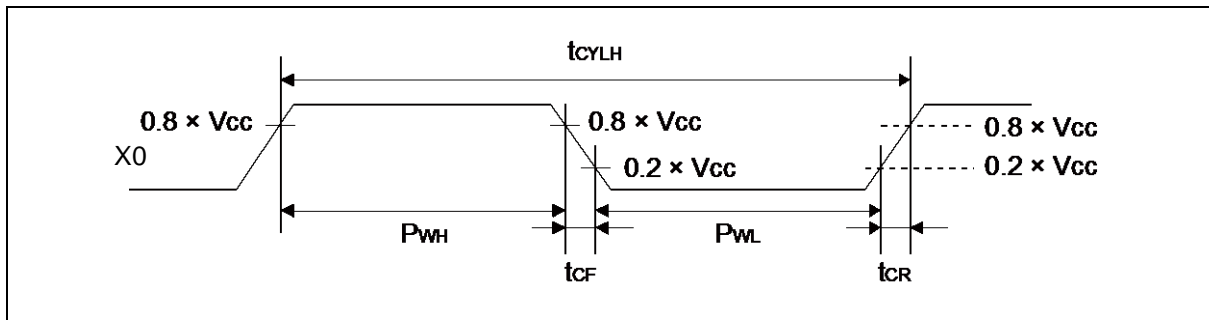 tCYLH
0.8 × Vcc
0.8 × Vcc
0.8 × Vcc
X0
0.2 × Vcc
0.2 × Vcc
PWH
PWL
tCF
tCR